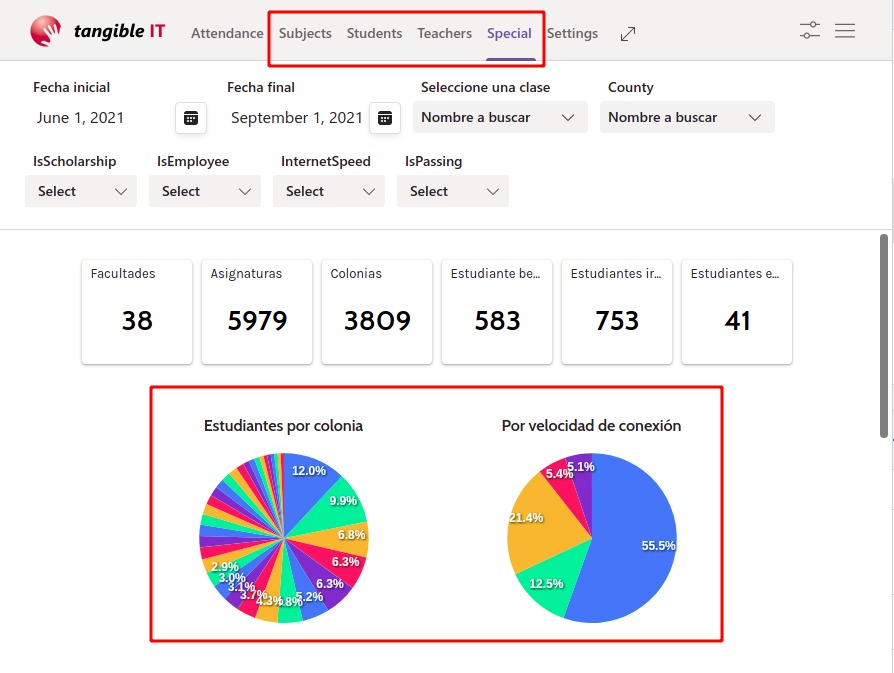 tangible IT
Attendance Subjects Students Teachers Special Settings
Fecha inicial Fecha final Seleccione una clase County
June 1, 2021 September 1, 2021 Nombre a buscar Nombre a buscar
IsScholarship IsEmployee InternetSpeed IsPassing
Select Select Select Select
Facultades Asignaturas Colonias Estudiante be... Estudiantes ir... Estudiantes e...
38 5979 3809 583 753 41
Estudiantes por colonia
12.0%
9.9%
6.8%
6.3%
6.3%
5.2%
.8%
4.3%
3.7%
3.1%
3.0%
2.9%
Por velocidad de conexión
5.1%
5.4%
21.4%
55.5%
12.5%